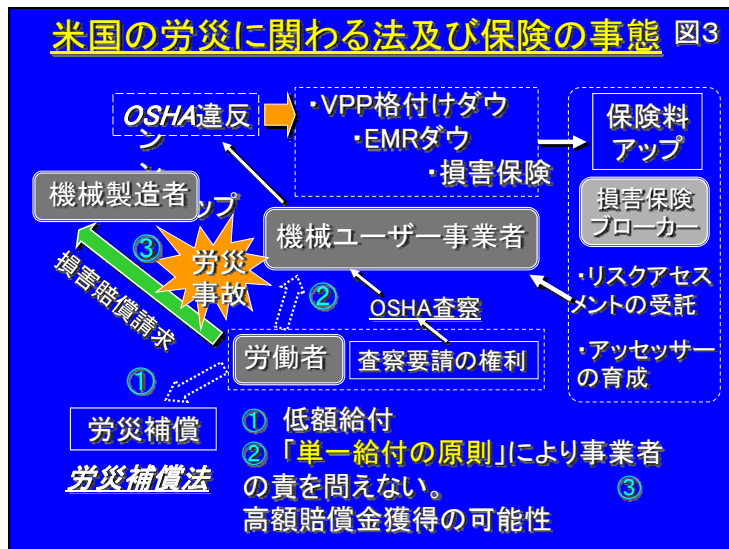 米国の労災に関わる法及び保険の事態 図3
OSHA違反
ン
ップ
・VPP格付けダウ
・EMRダウ
・損害保険
保険料
アップ
機械製造者
損害保険
ブローカー
機械ユーザー事業者
③
労災
事故
損害賠償請求
②
OSHA査察
・リスクアセス
メントの受託
労働者
査察要請の権利
・アッセッサー
の育成
①
労災補償
労災補償法
① 低額給付
② 「単一給付の原則」により事業者
の責を問えない。 ③
高額賠償金獲得の可能性